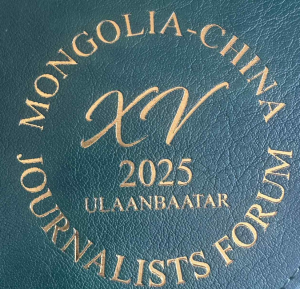 MONGOLIA-CHINA
XV
2025
ULAANBAATAR
JOURNALISTS FORUM